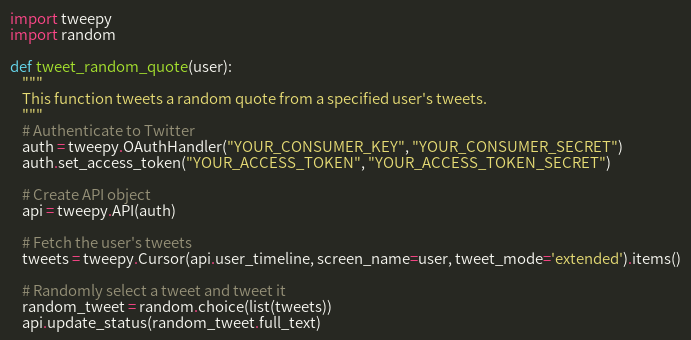 import tweepy
import random

def tweet_random_quote(user):
    """
    This function tweets a random quote from a specified user's tweets.
    """
    # Authenticate to Twitter
    auth = tweepy.OAuthHandler("YOUR_CONSUMER_KEY", "YOUR_CONSUMER_SECRET")
    auth.set_access_token("YOUR_ACCESS_TOKEN", "YOUR_ACCESS_TOKEN_SECRET")

    # Create API object
    api = tweepy.API(auth)

    # Fetch the user's tweets
    tweets = tweepy.Cursor(api.user_timeline, screen_name=user, tweet_mode='extended').items()

    # Randomly select a tweet and tweet it
    random_tweet = random.choice(list(tweets))
    api.update_status(random_tweet.full_text)